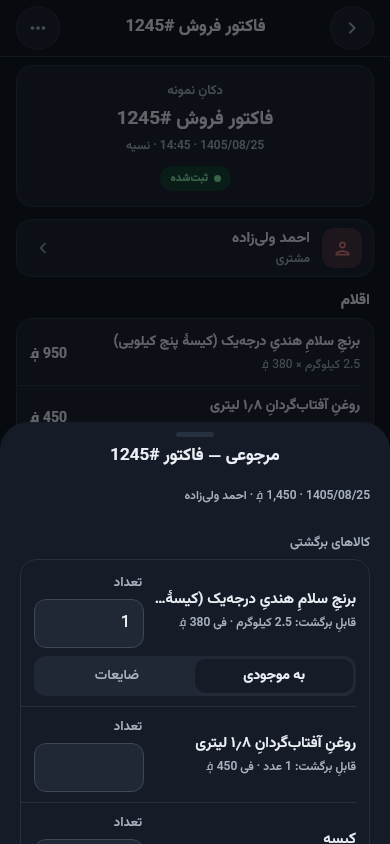 فاکتور فروش #1245
دکانِ نمونه
فاکتور فروش #1245
1405/08/25 · 14:45 · نسیه
ثبت‌شده
احمد ولی‌زاده
مشتری
اقلام
برنجِ سلامِ هندیِ درجه‌یک (کیسهٔ پنج کیلویی)
950 ؋
2.5 کیلوگرم × 380 ؋
روغنِ آفتاب‌گردانِ ۱٫۸ لیتری
450 ؋
مرجوعی — فاکتور #1245
1405/08/25 · 1,450 ؋ · احمد ولی‌زاده
کالاهای برگشتی
تعداد
برنجِ سلامِ هندیِ درجه‌یک (کیسهٔ...
1
قابلِ برگشت: 2.5 کیلوگرم · فی 380 ؋
به موجودی
ضایعات
تعداد
روغنِ آفتاب‌گردانِ ۱٫۸ لیتری
قابلِ برگشت: 1 عدد · فی 450 ؋
تعداد
کیسه